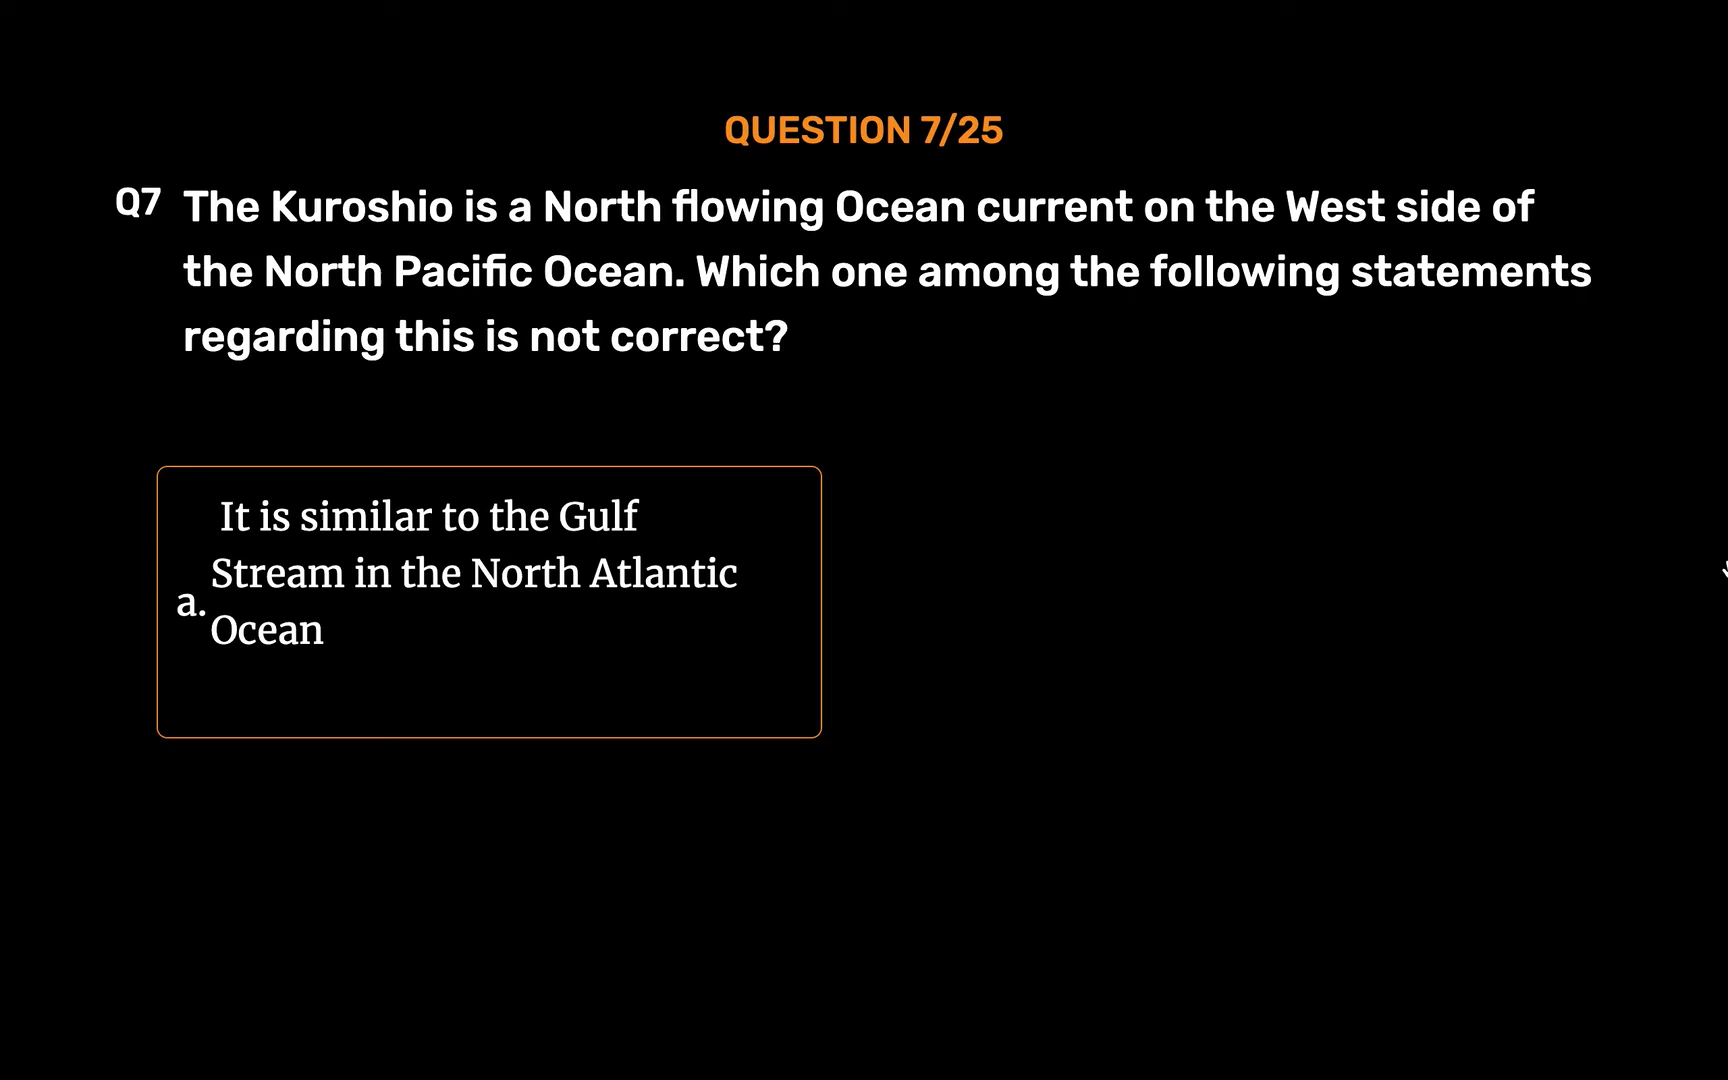 QUESTION 7/25
Q7 The Kuroshio is a North flowing Ocean current on the West side of
the North Pacific Ocean. Which one among the following statements
regarding this is not correct?
It is similar to the Gulf
Stream in the North Atlantic
a.
Ocean